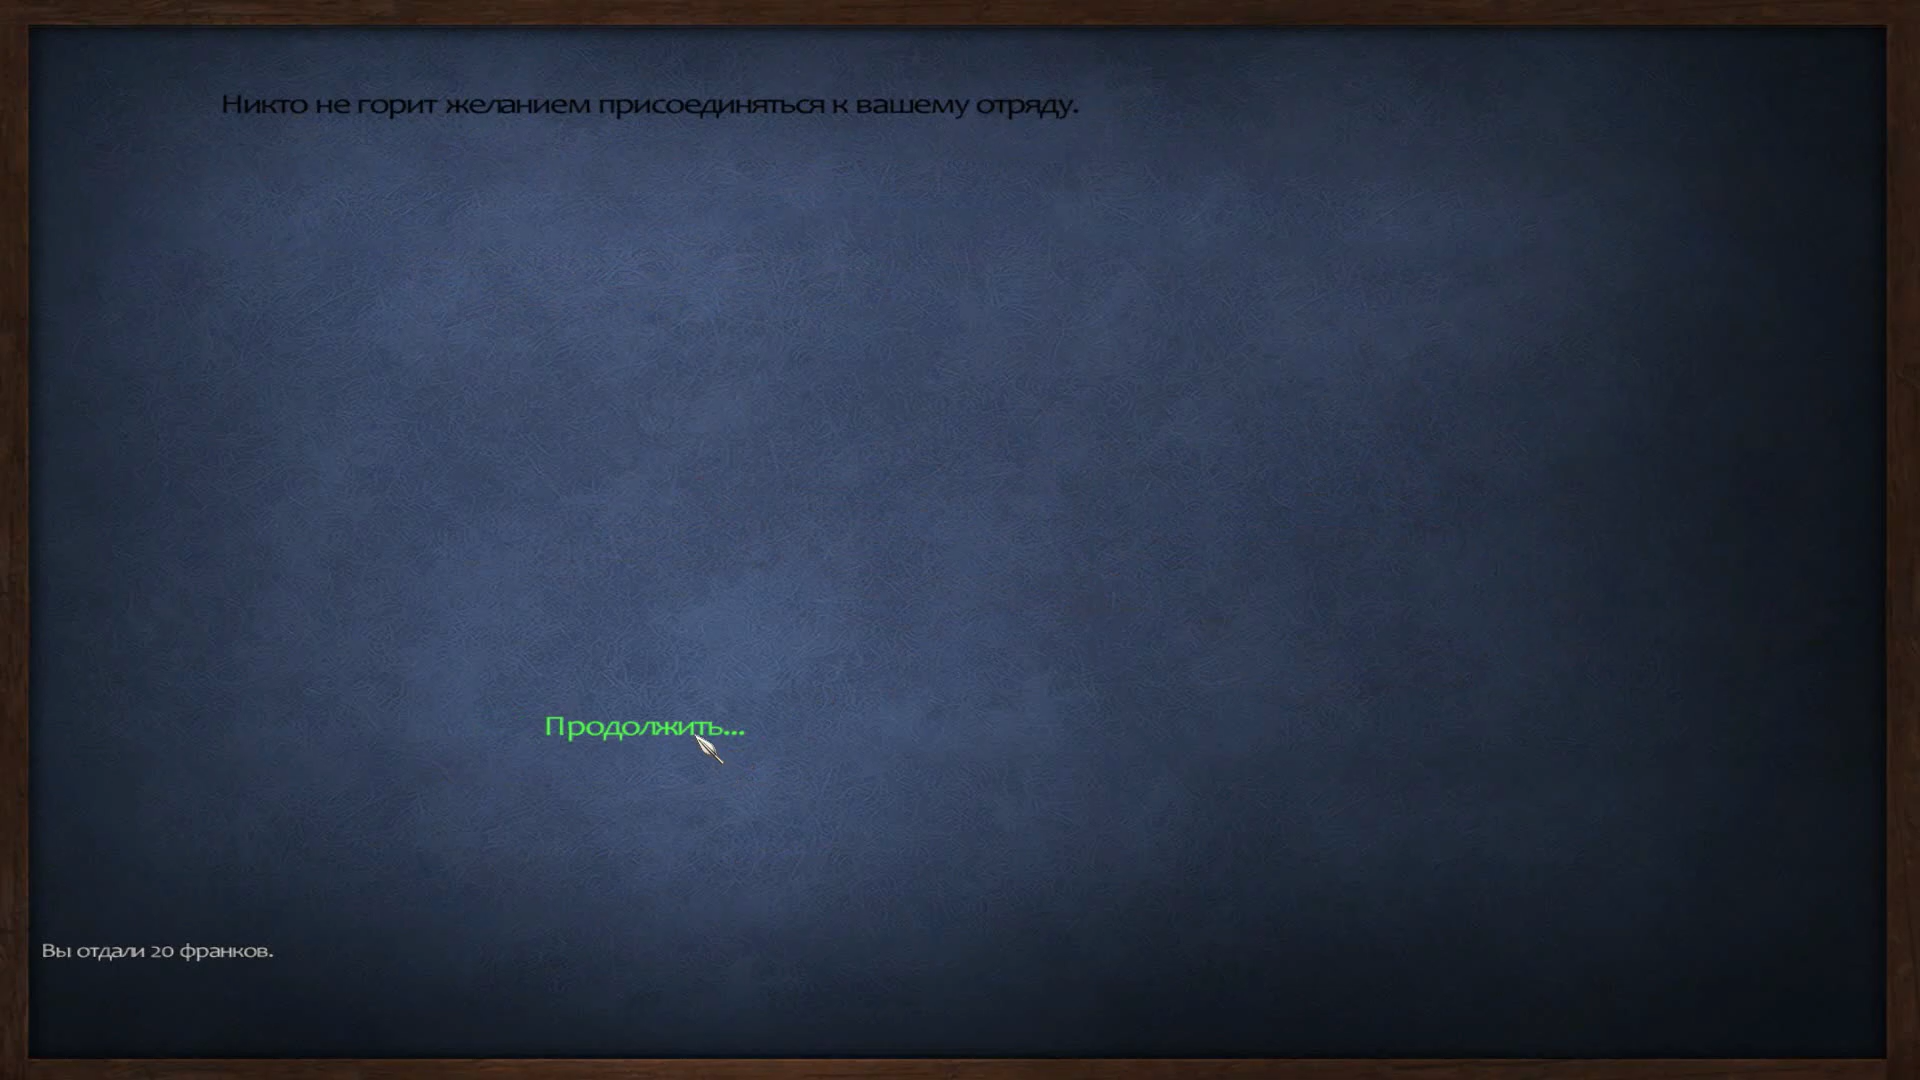 Никто не горит желанием присоединяться к вашему отряду.
Продолжить...
Вы отдали 20 франков.